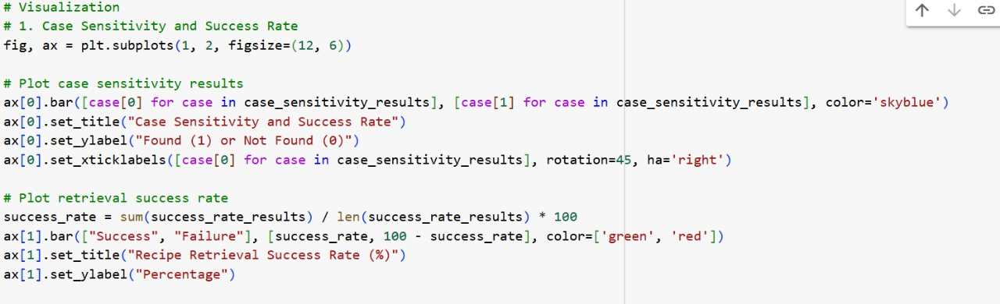 # Visualization
# 1. Case Sensitivity and Success Rate
fig, ax = plt.subplots(1, 2, figsize=(12, 6))
# Plot case sensitivity results
ax[0].bar([case[0] for case in case_sensitivity_results], [case[1] for case in case_sensitivity_results], color='skyblue')
ax[0].set_title("Case Sensitivity and Success Rate")
ax[0].set_ylabel("Found (1) or Not Found (0)")
ax[0].set_xticklabels([case[0] for case in case_sensitivity_results], rotation=45, ha='right')
# Plot retrieval success rate
success_rate = sum(success_rate_results) / len(success_rate_results) * 100
ax[1].bar(["Success", "Failure"], [success_rate, 100 - success_rate], color=['green', 'red'])
ax[1].set_title("Recipe Retrieval Success Rate (%)")
ax[1].set_ylabel("Percentage")